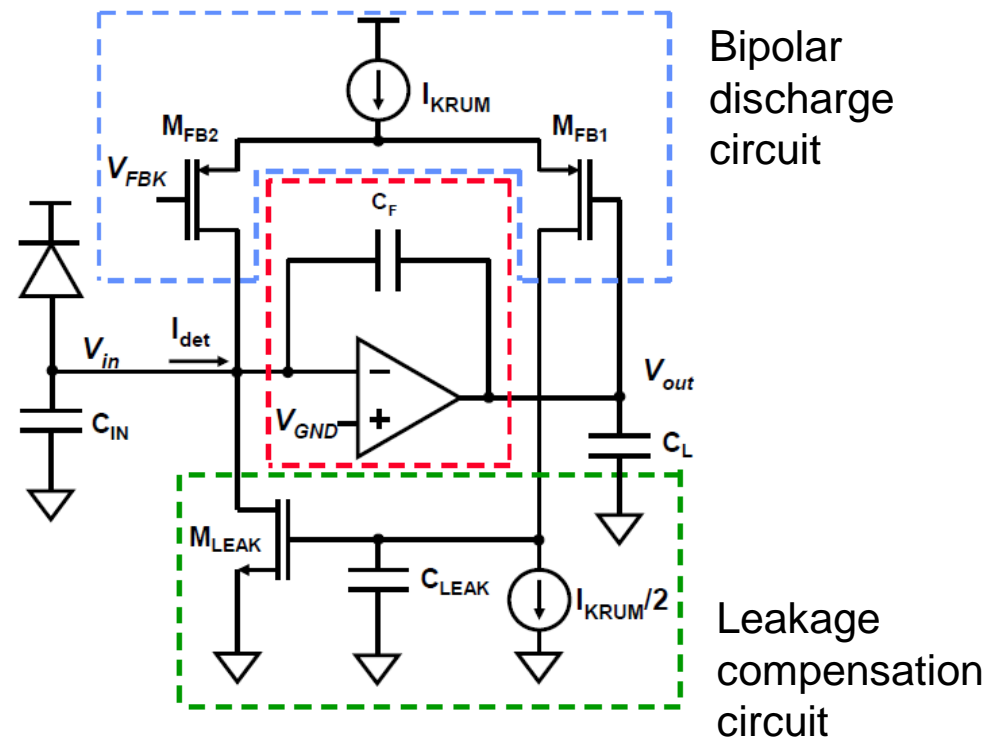 Bipolar
discharge
circuit
I_KRUM
M_FB2
M_FB1
V_FBK
C_F
I_det
V_in
V_out
C_IN
V_GND
−
+
C_L
M_LEAK
C_LEAK
I_KRUM/2
Leakage
compensation
circuit